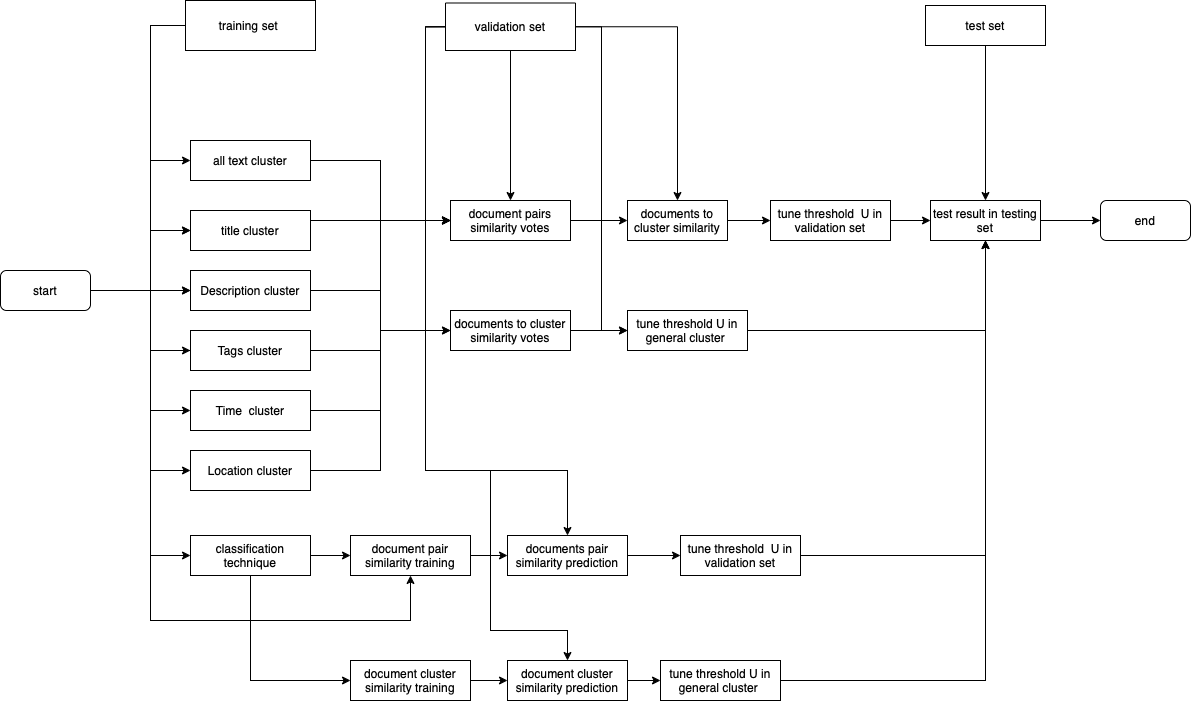 training set
validation set
test set
all text cluster
title cluster
document pairs
similarity votes
documents to
cluster similarity
tune threshold  U in
validation set
test result in testing
set
end
start
Description cluster
documents to cluster
similarity votes
tune threshold U in
general cluster
Tags cluster
Time  cluster
Location cluster
classification
technique
document pair
similarity training
documents pair
similarity prediction
tune threshold  U in
validation set
document cluster
similarity training
document cluster
similarity prediction
tune threshold U in
general cluster